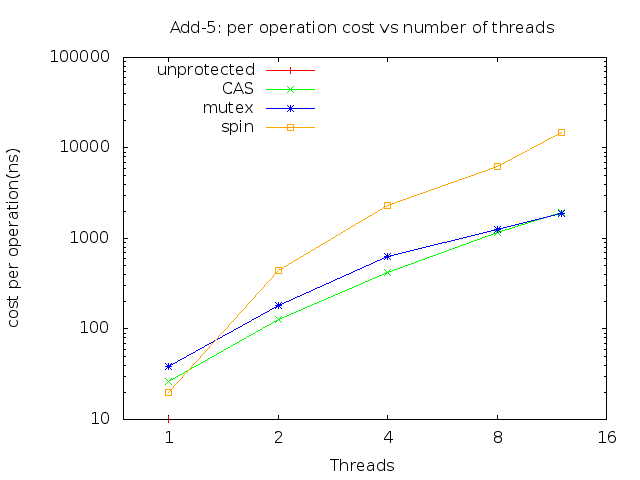 Add-5: per operation cost vs number of threads
100000
10000
1000
100
10
cost per operation(ns)
unprotected
CAS
mutex
spin
1 2 4 8 16
Threads